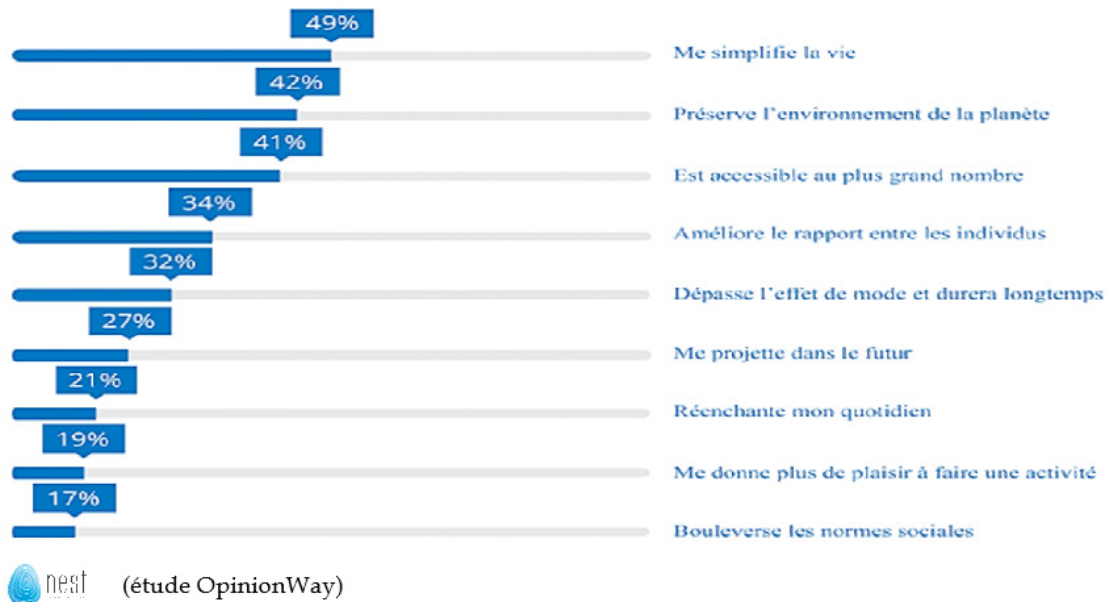 49%
Me simplifie la vie
42%
Préserve l'environnement de la planète
41%
Est accessible au plus grand nombre
34%
Améliore le rapport entre les individus
32%
Dépasse l'effet de mode et durera longtemps
27%
Me projette dans le futur
21%
Réenchante mon quotidien
19%
Me donne plus de plaisir à faire une activité
17%
Bouleverse les normes sociales
nest (étude OpinionWay)